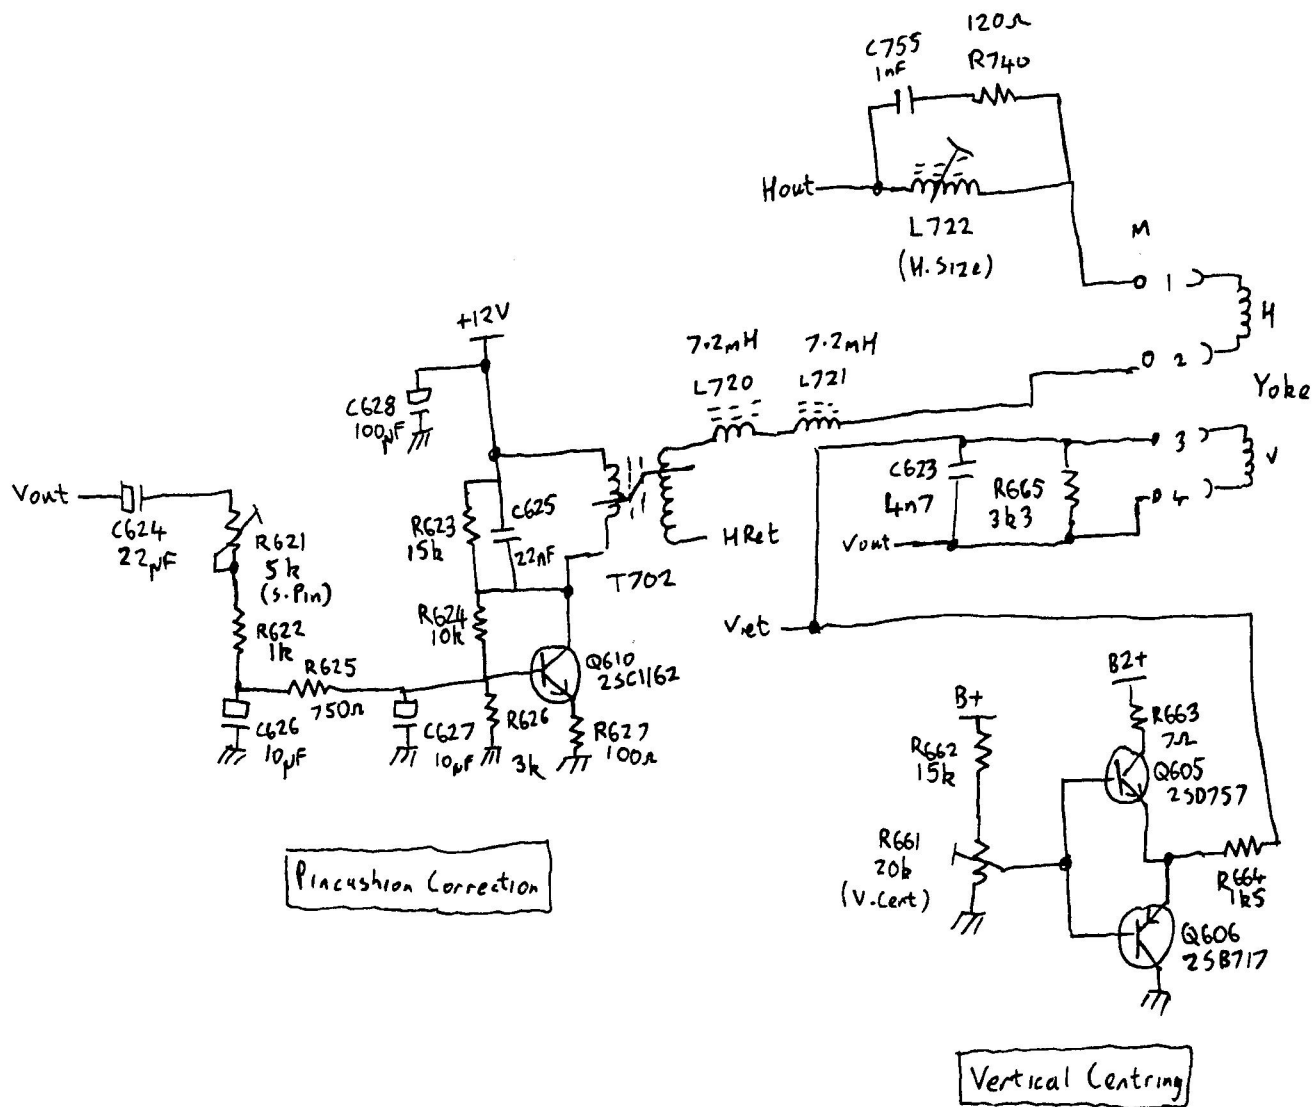 120Ω
C755
1nF
R740
Hout
L722
(H.Size)
M
1
H
2
Yoke
+12V
7.2mH
7.2mH
L720
L721
C628
100µF
3
V
4
C623
4n7
R665
3k3
Vout
Vout
C624
22µF
R621
5k
(S.Pin)
R623
15k
C625
22nF
HRet
T702
R622
1k
R624
10k
Vret
R625
750Ω
Q610
2SC1162
C626
10µF
C627
10µF
R626
3k
R627
100Ω
B2+
B+
R663
7Ω
R662
15k
Q605
2SD757
R661
20k
(V.Cent)
R664
1k5
Pincushion Correction
Q606
2SB717
Vertical Centring